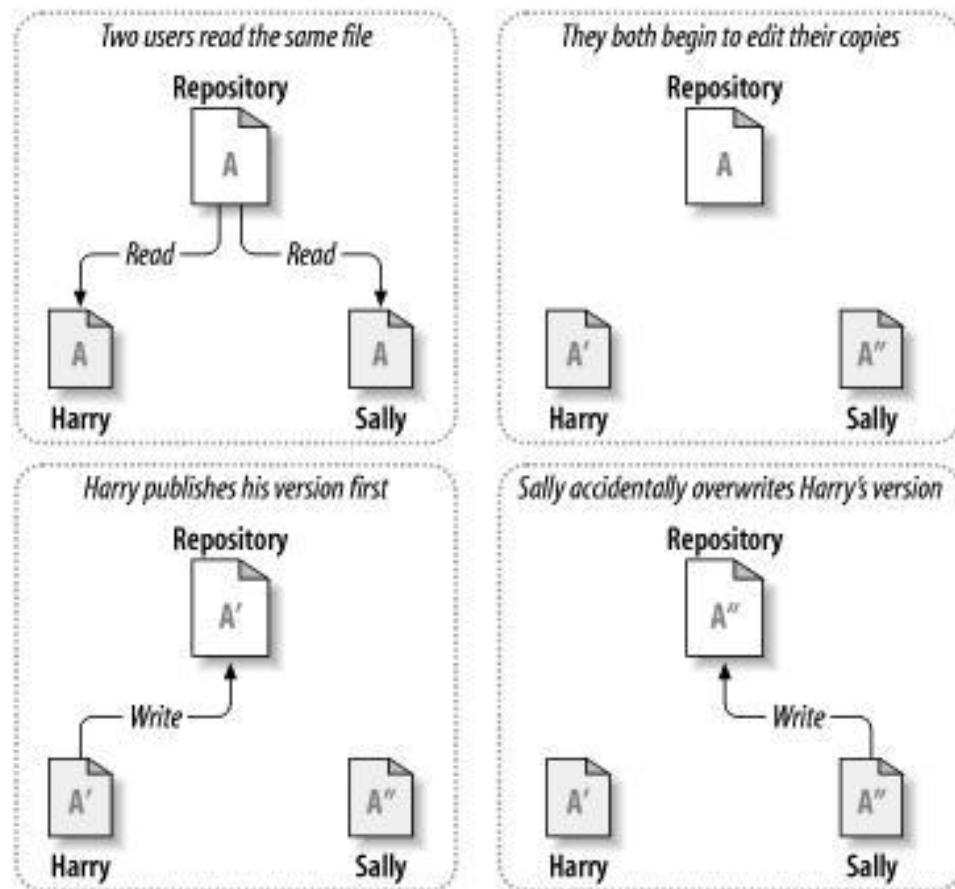 Two users read the same file
Repository
A
Read
Read
A
A
Harry
Sally
They both begin to edit their copies
Repository
A
A′
A″
Harry
Sally
Harry publishes his version first
Repository
A′
Write
A′
A″
Harry
Sally
Sally accidentally overwrites Harry’s version
Repository
A″
Write
A′
A″
Harry
Sally